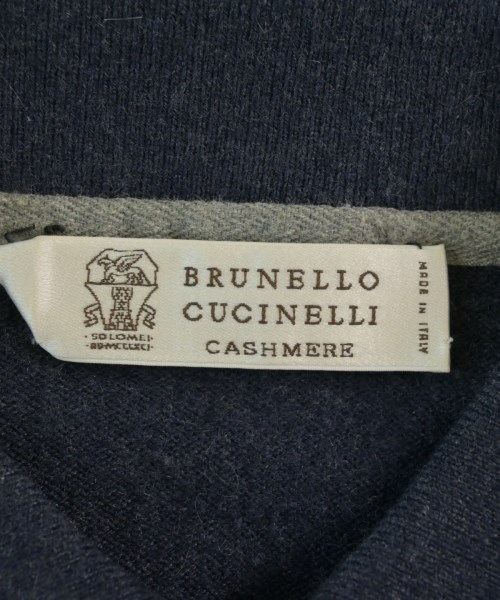 BRUNELLO
CUCINELLI
CASHMERE
MADE IN ITALY
SOLOMEI